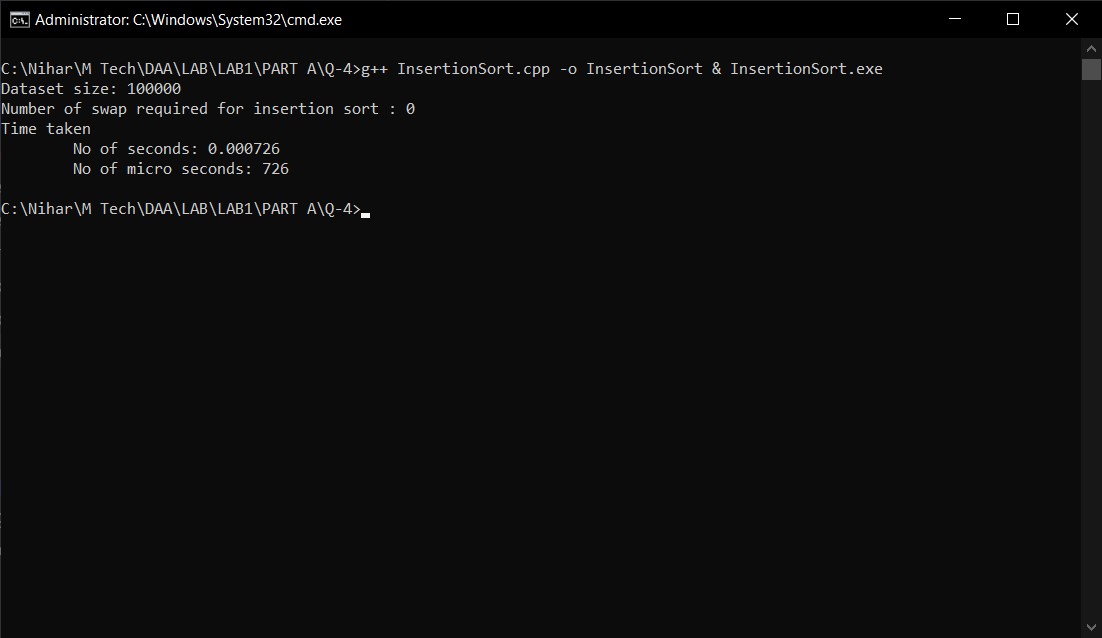 Administrator: C:\Windows\System32\cmd.exe
C:\Nihar\M Tech\DAA\LAB\LAB1\PART A\Q-4>g++ InsertionSort.cpp -o InsertionSort & InsertionSort.exe
Dataset size: 100000
Number of swap required for insertion sort : 0
Time taken
        No of seconds: 0.000726
        No of micro seconds: 726
C:\Nihar\M Tech\DAA\LAB\LAB1\PART A\Q-4>